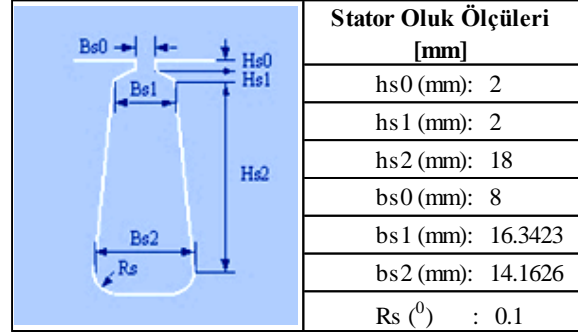 Bs0
Hs0
Hs1
Bs1
Hs2
Bs2
Rs
Stator Oluk Ölçüleri
[mm]
hs0 (mm): 2
hs1 (mm): 2
hs2 (mm): 18
bs0 (mm): 8
bs1 (mm): 16.3423
bs2 (mm): 14.1626
Rs (⁰) : 0.1